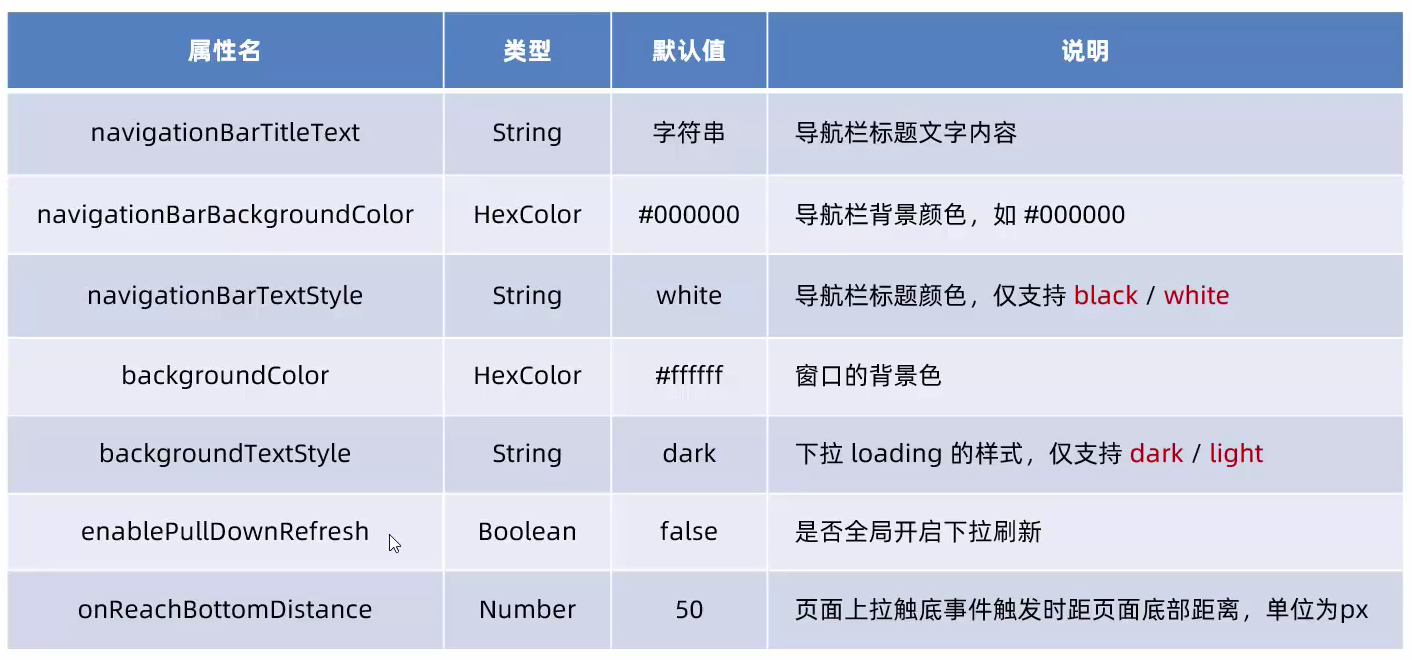 属性名 类型 默认值 说明
navigationBarTitleText String 字符串 导航栏标题文字内容
navigationBarBackgroundColor HexColor #000000 导航栏背景颜色，如 #000000
navigationBarTextStyle String white 导航栏标题颜色，仅支持 black / white
backgroundColor HexColor #ffffff 窗口的背景色
backgroundTextStyle String dark 下拉 loading 的样式，仅支持 dark / light
enablePullDownRefresh Boolean false 是否全局开启下拉刷新
onReachBottomDistance Number 50 页面上拉触底事件触发时距页面底部距离，单位为px